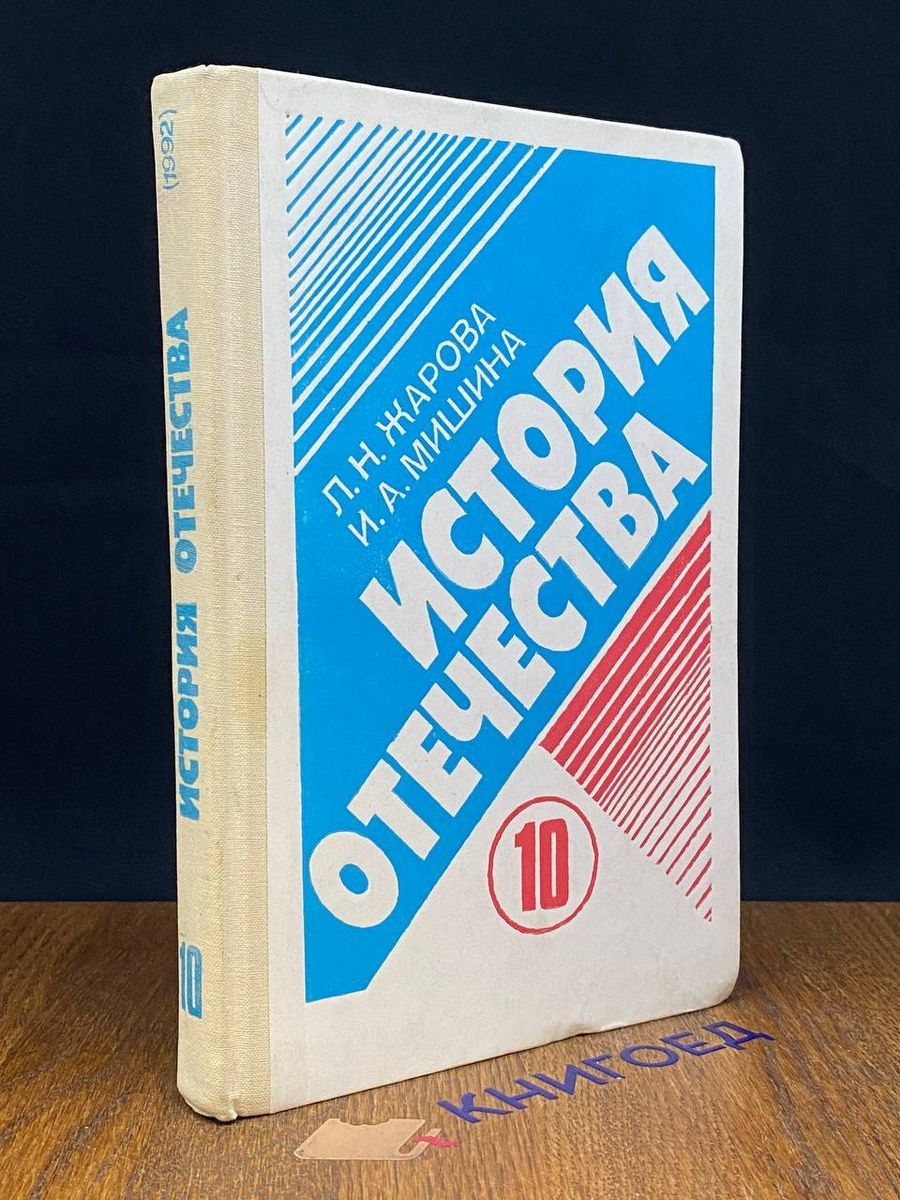 (1992)
ИСТОРИЯ ОТЕЧЕСТВА
10
Л. Н. ЖАРОВА
И. А. МИШИНА
ИСТОРИЯ
ОТЕЧЕСТВА
10
КНИГОЕД